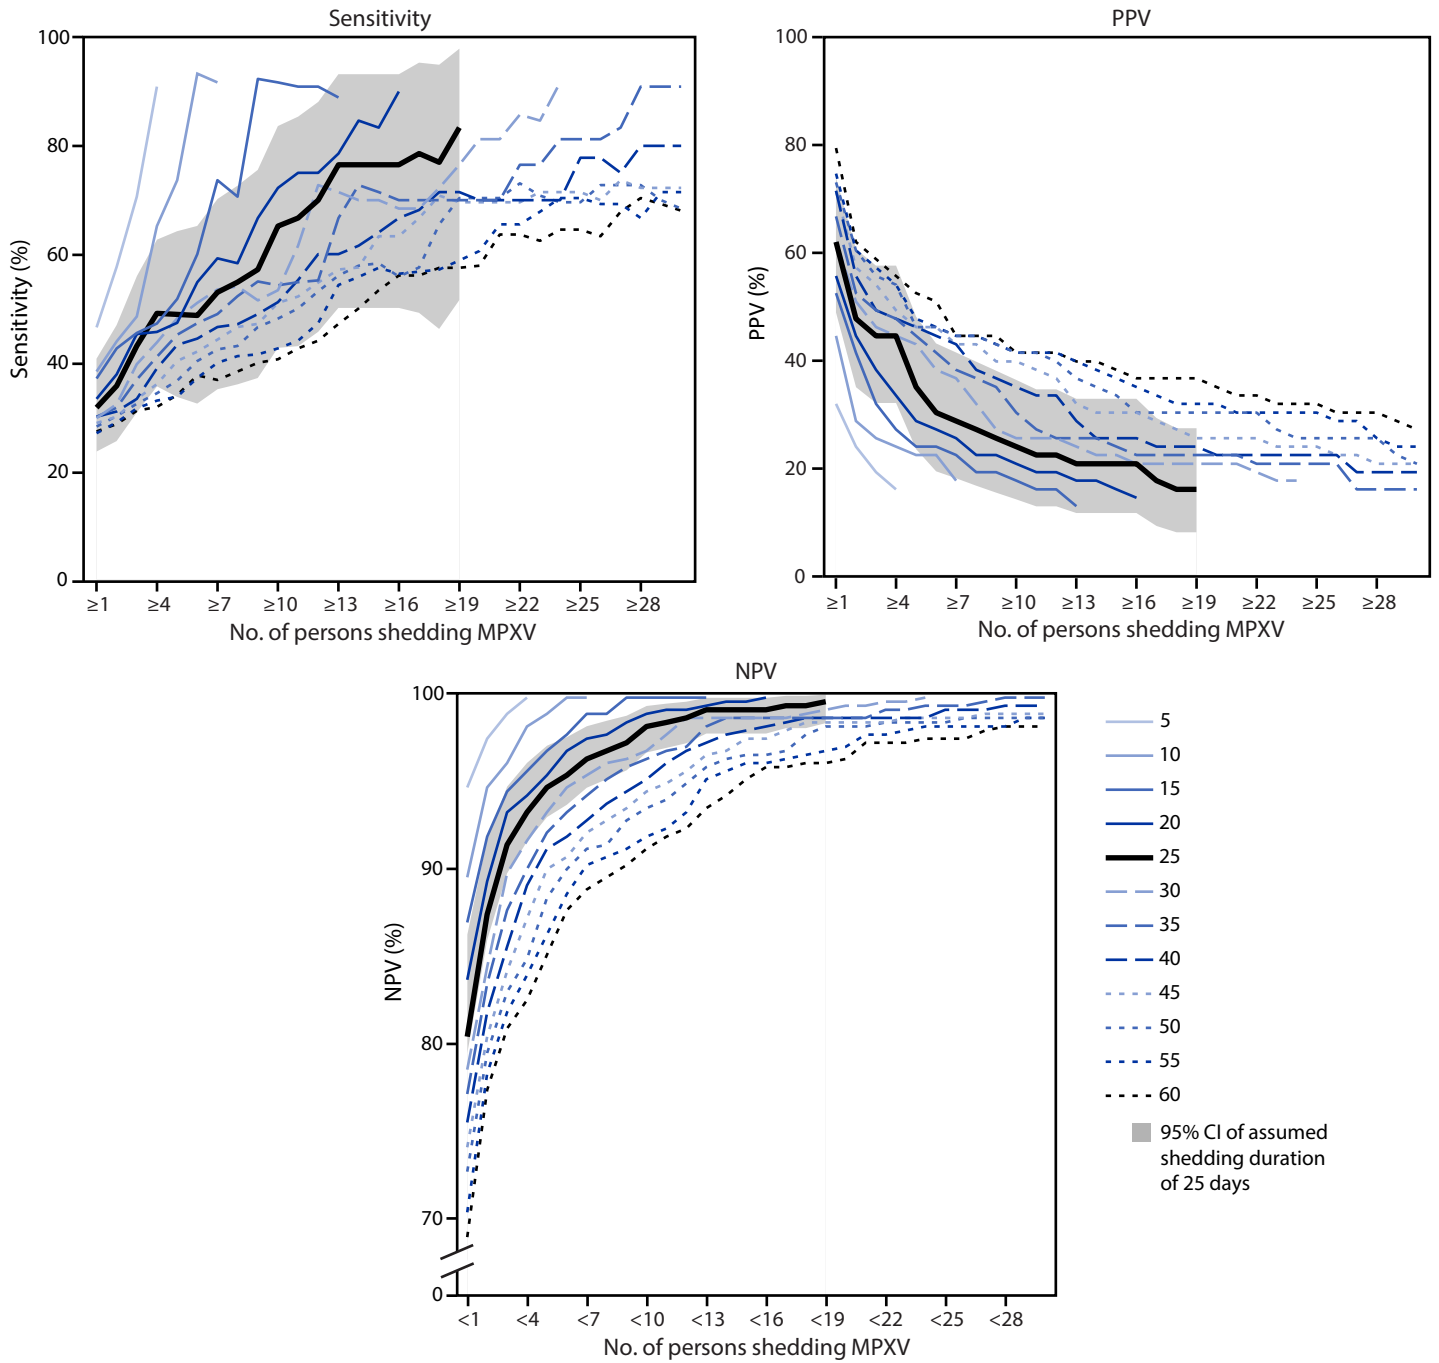 Sensitivity
100
80
60
40
20
0
Sensitivity (%)
≥1 ≥4 ≥7 ≥10 ≥13 ≥16 ≥19 ≥22 ≥25 ≥28
No. of persons shedding MPXV
PPV
100
80
60
40
20
0
PPV (%)
≥1 ≥4 ≥7 ≥10 ≥13 ≥16 ≥19 ≥22 ≥25 ≥28
No. of persons shedding MPXV
NPV
100
90
80
70
0
NPV (%)
<1 <4 <7 <10 <13 <16 <19 <22 <25 <28
No. of persons shedding MPXV
5
10
15
20
25
30
35
40
45
50
55
60
95% CI of assumed
shedding duration
of 25 days